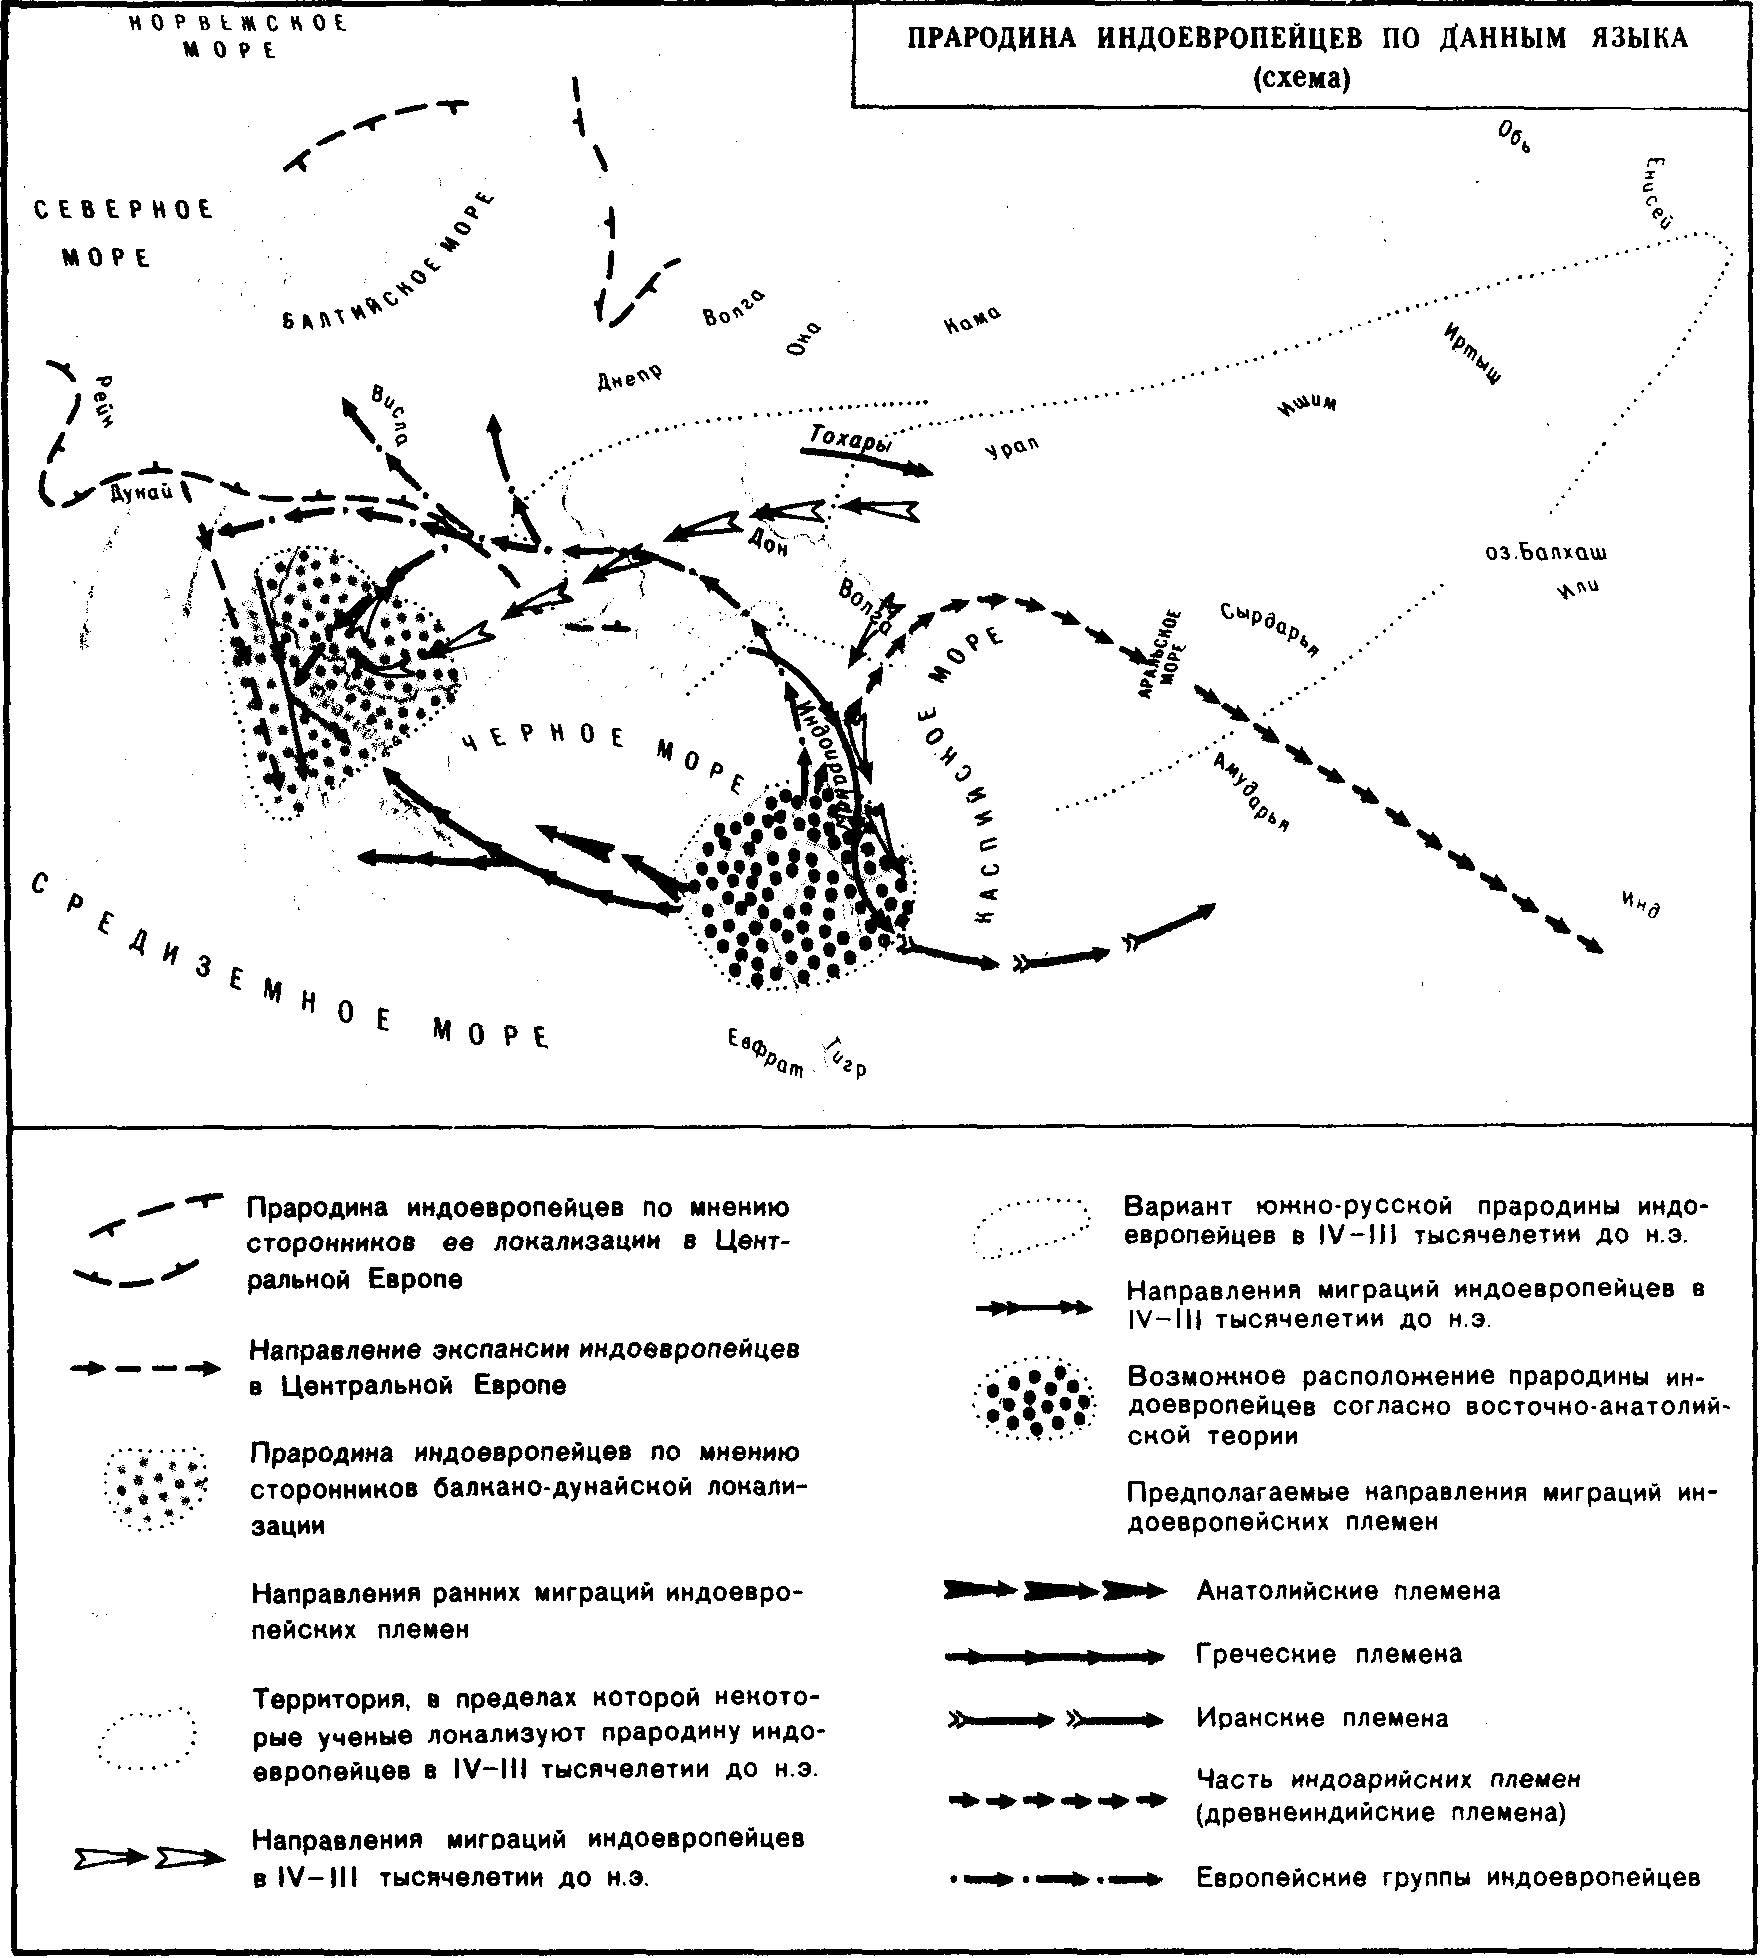 ПРАРОДИНА ИНДОЕВРОПЕЙЦЕВ ПО ДАННЫМ ЯЗЫКА
(схема)
НОРВЕЖСКОЕ
МОРЕ
СЕВЕРНОЕ
МОРЕ
БАЛТИЙСКОЕ МОРЕ
Обь
Енисей
Волга
Ока
Кама
Днепр
Иртыш
Ишим
Рейн
Висла
Тохары
Урал
Дунай
Дон
оз.Балхаш
Или
Волга
Сырдарья
АРАЛЬСКОЕ
МОРЕ
КАСПИЙСКОЕ МОРЕ
ЧЕРНОЕ МОРЕ
Индоиранцы
Амударья
Инд
СРЕДИЗЕМНОЕ МОРЕ
Евфрат
Тигр
Прародина индоевропейцев по мнению
сторонников ее локализации в Цент-
ральной Европе
Направление экспансии индоевропейцев
в Центральной Европе
Прародина индоевропейцев по мнению
сторонников балкано-дунайской локали-
зации
Направления ранних миграций индоевро-
пейских племен
Территория, в пределах которой некото-
рые ученые локализуют прародину индо-
европейцев в IV–III тысячелетии до н.э.
Направления миграций индоевропейцев
в IV–III тысячелетии до н.э.
Вариант южно-русской прародины индо-
европейцев в IV–III тысячелетии до н.э.
Направления миграций индоевропейцев в
IV–III тысячелетии до н.э.
Возможное расположение прародины ин-
доевропейцев согласно восточно-анатолий-
ской теории
Предполагаемые направления миграций ин-
доевропейских племен
Анатолийские племена
Греческие племена
Иранские племена
Часть индоарийских племен
(древнеиндийские племена)
Европейские группы индоевропейцев